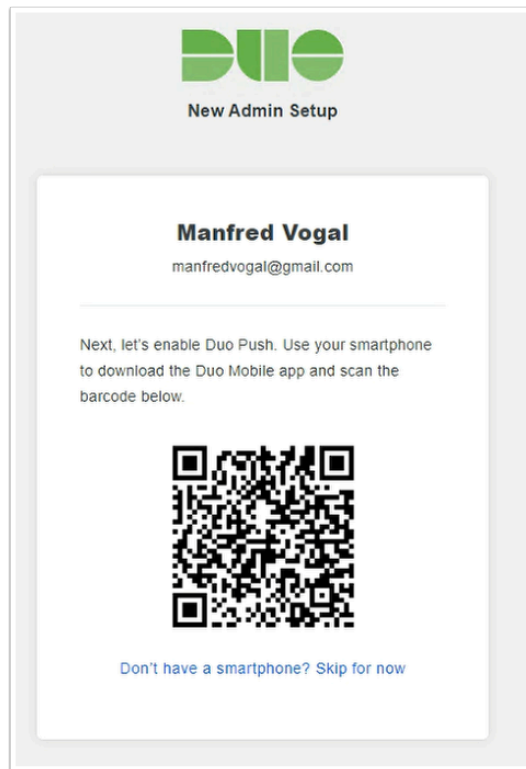 DUO
New Admin Setup
Manfred Vogal
manfredvogal@gmail.com
Next, let's enable Duo Push. Use your smartphone
to download the Duo Mobile app and scan the
barcode below.
Don't have a smartphone? Skip for now